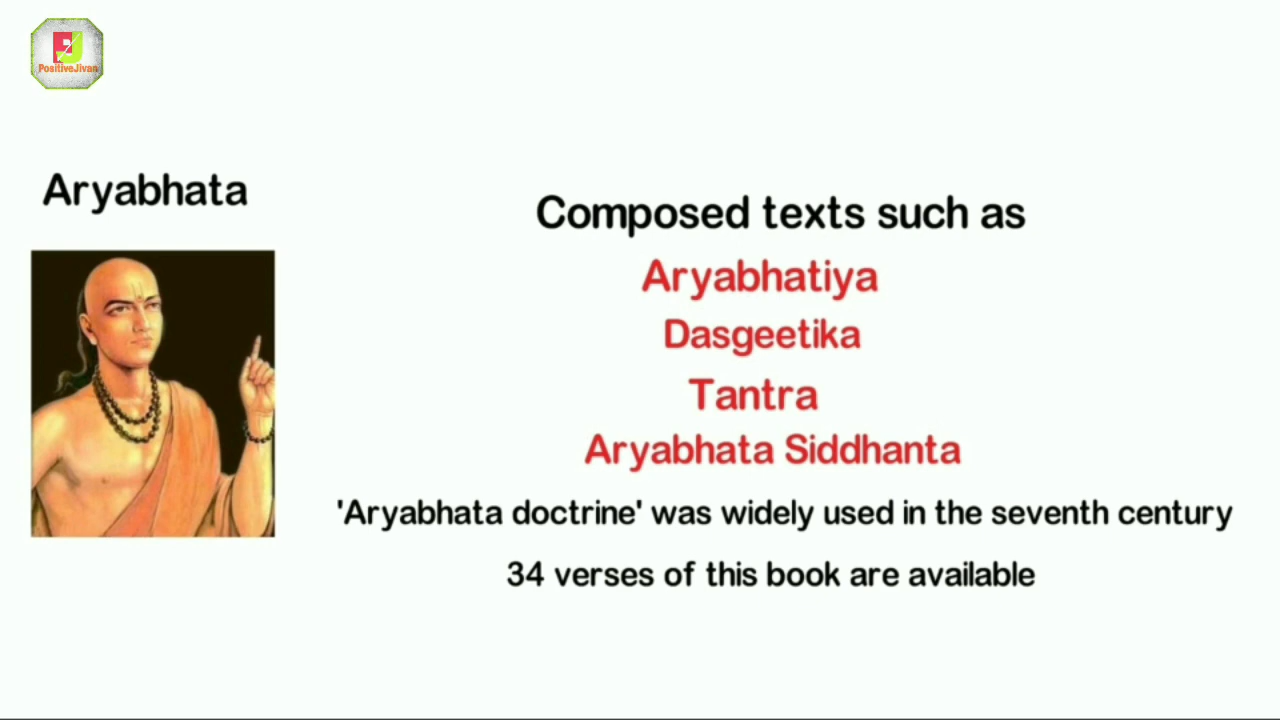 PositiveJivan
Aryabhata
Composed texts such as
Aryabhatiya
Dasgeetika
Tantra
Aryabhata Siddhanta
'Aryabhata doctrine' was widely used in the seventh century
34 verses of this book are available